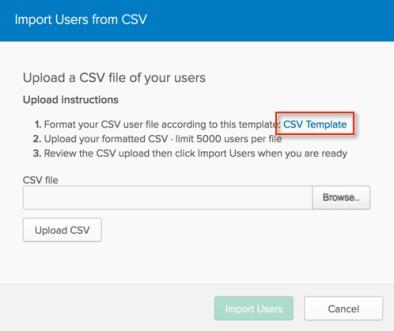 Import Users from CSV
Upload a CSV file of your users
Upload instructions
1. Format your CSV user file according to this template: CSV Template
2. Upload your formatted CSV - limit 5000 users per file
3. Review the CSV upload then click Import Users when you are ready
CSV file
Browse..
Upload CSV
Import Users
Cancel